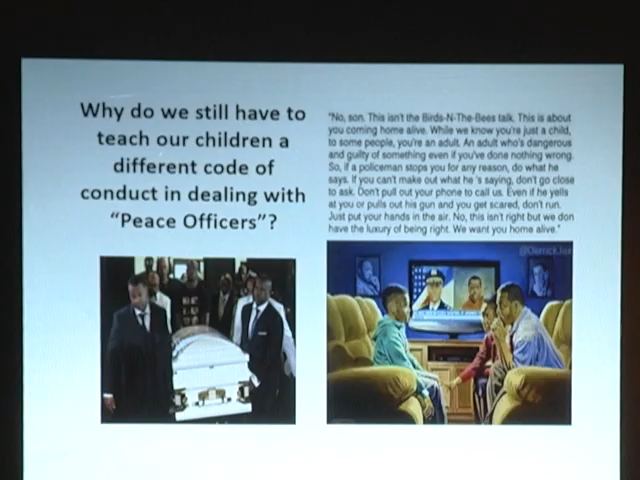 Why do we still have to
teach our children a
different code of
conduct in dealing with
“Peace Officers”?
"No, son. This isn't the Birds-N-The-Bees talk. This is about
you coming home alive. While we know you're just a child,
to some people, you're an adult. An adult who's dangerous
and guilty of something even if you've done nothing wrong.
So, if a policeman stops you for any reason, do what he
says. If you can't make out what he 's saying, don't go close
to ask. Don't pull out your phone to call us. Even if he yells
at you or pulls out his gun and you get scared, don't run.
Just put your hands in the air. No, this isn't right but we don
have the luxury of being right. We want you home alive."
@DerrickJax